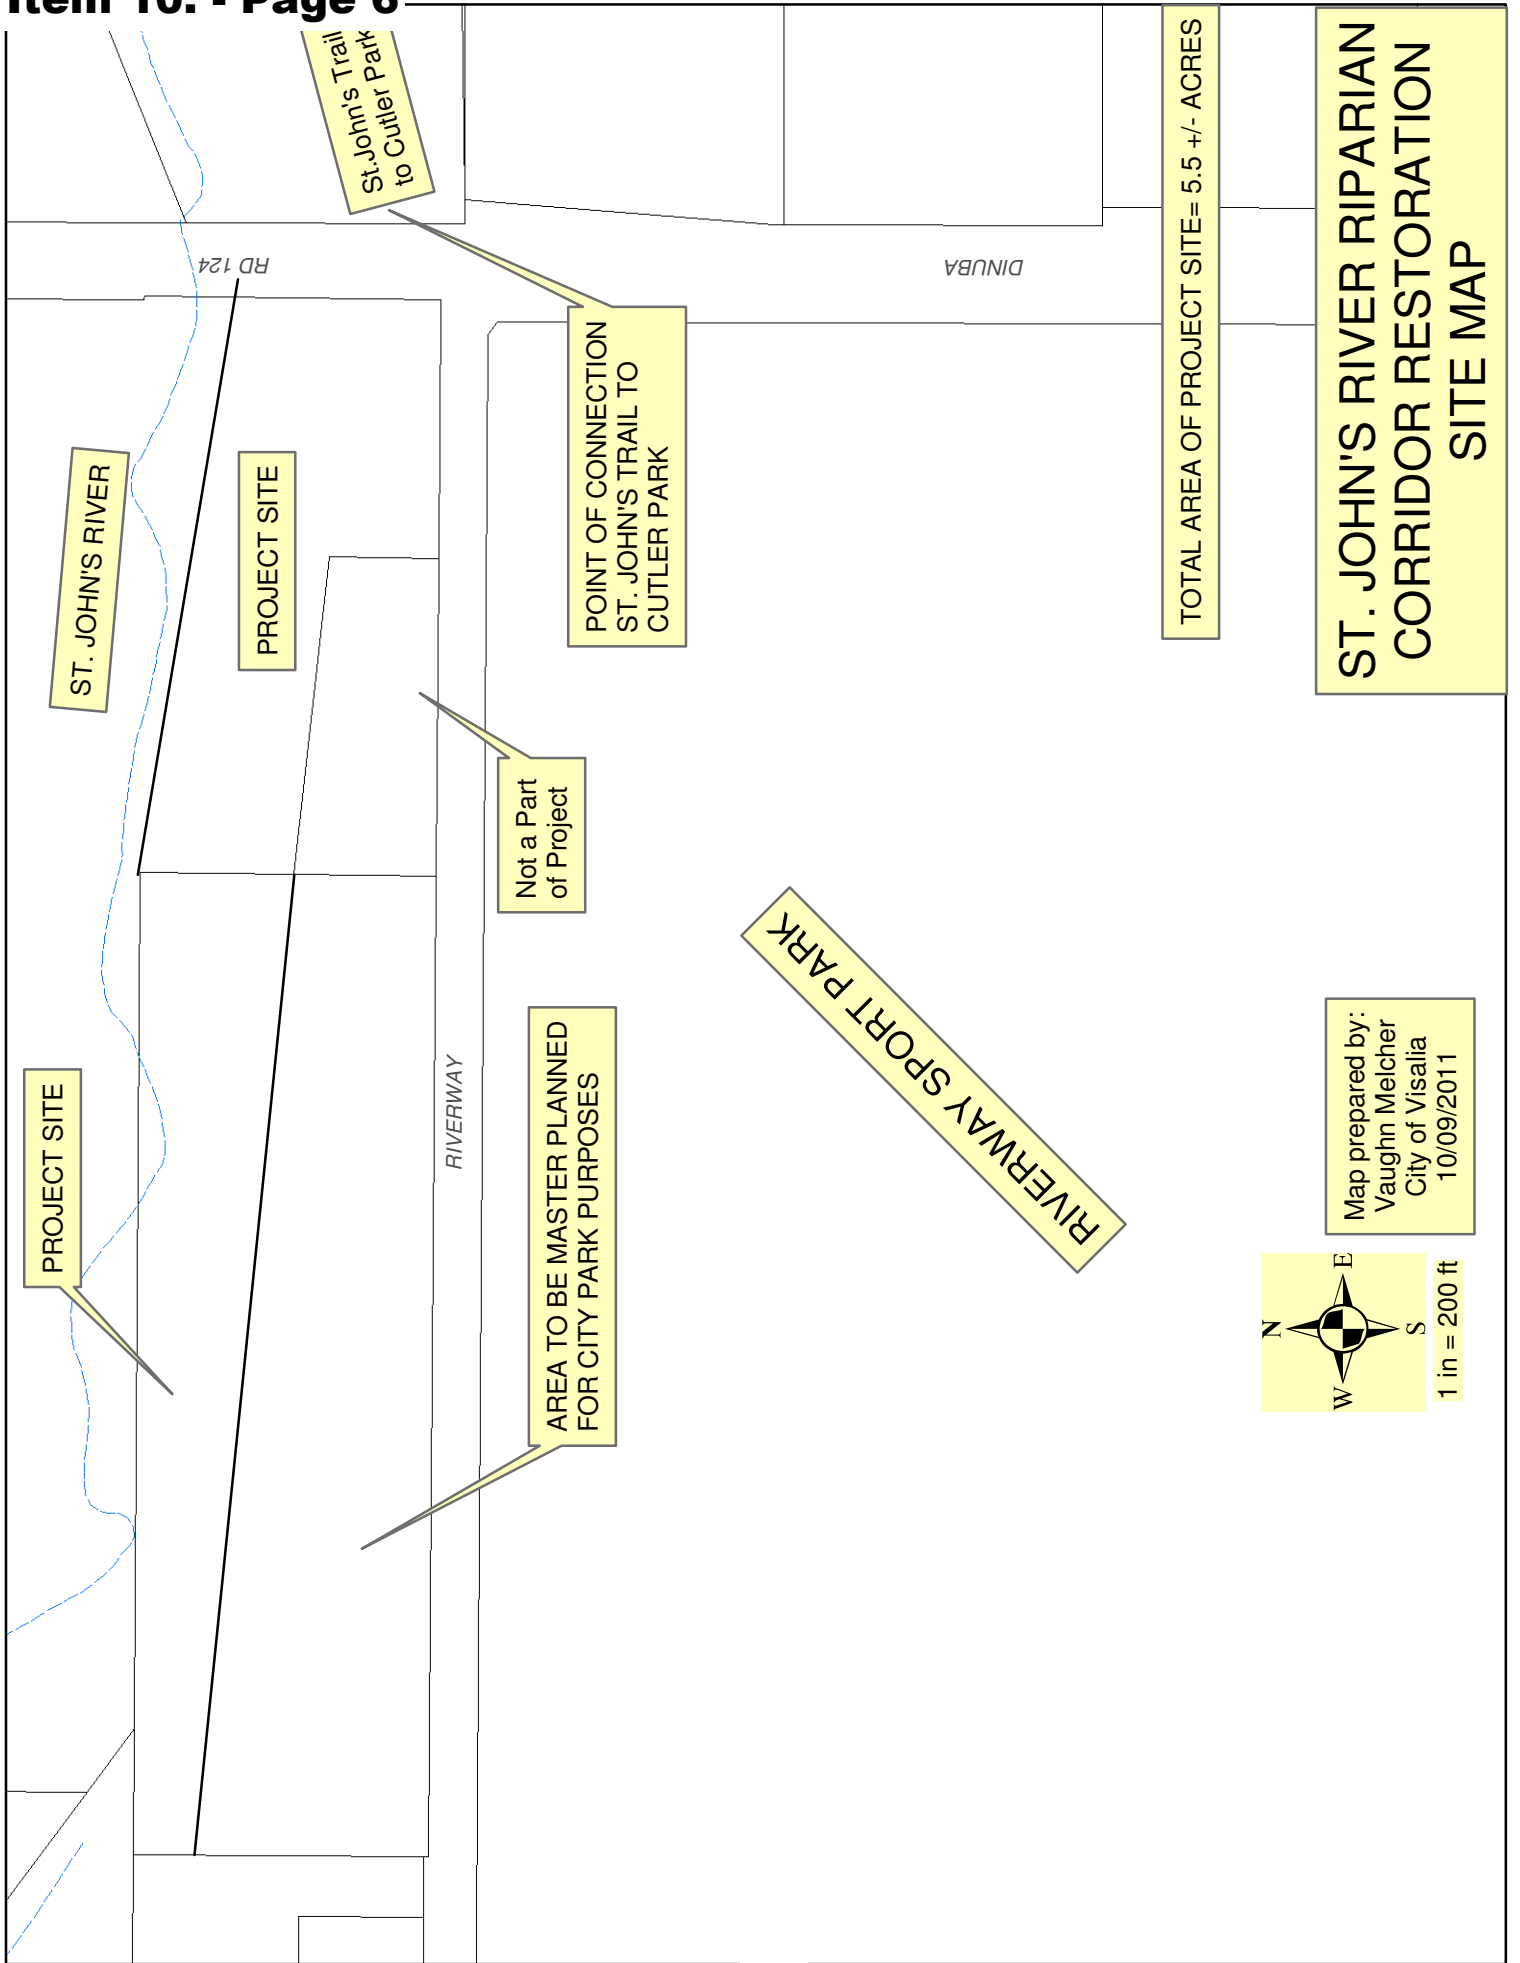 Item 10. - Page 6
St.John's Trail
to Cutler Park
RD 124
ST. JOHN'S RIVER
PROJECT SITE
POINT OF CONNECTION
ST. JOHN'S TRAIL TO
CUTLER PARK
DINUBA
TOTAL AREA OF PROJECT SITE= 5.5 +/- ACRES
ST. JOHN'S RIVER RIPARIAN
CORRIDOR RESTORATION
SITE MAP
Not a Part
of Project
PROJECT SITE
RIVERWAY
AREA TO BE MASTER PLANNED
FOR CITY PARK PURPOSES
RIVERWAY SPORT PARK
Map prepared by:
Vaughn Melcher
City of Visalia
10/09/2011
N
W
E
S
1 in = 200 ft